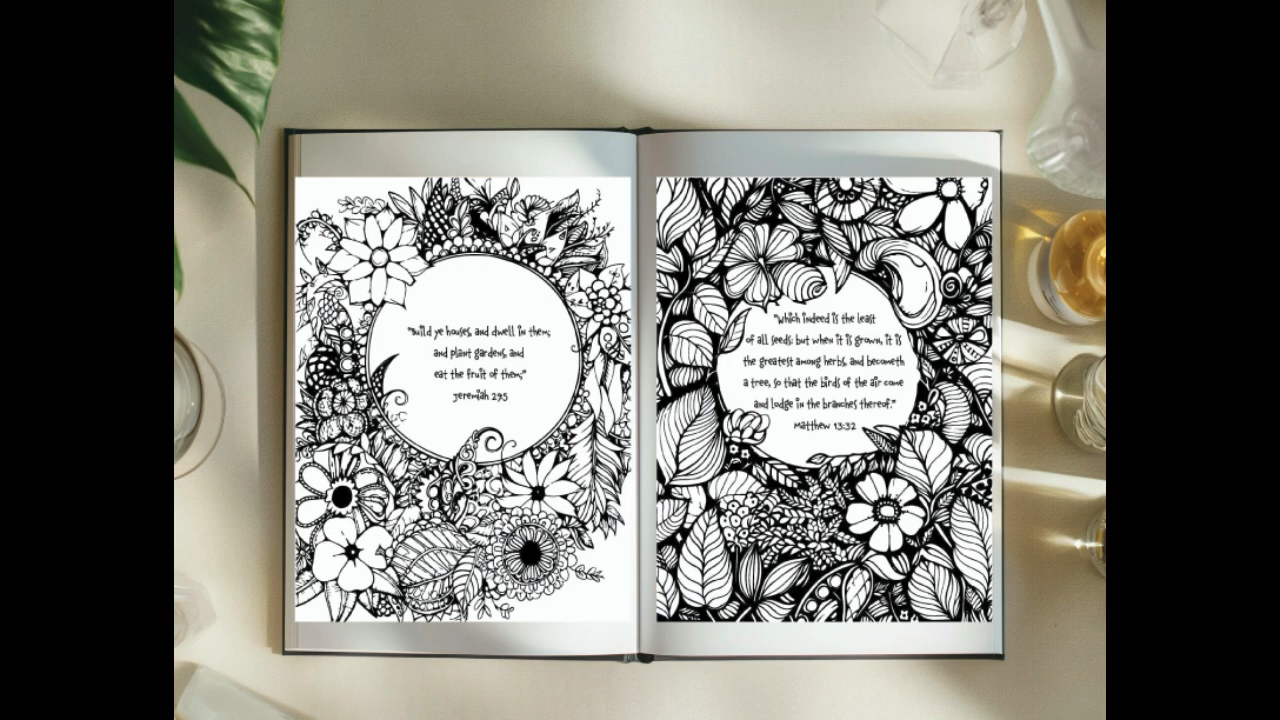 "Build ye houses, and dwell in them;
and plant gardens, and
eat the fruit of them;"
Jeremiah 29:5
"Which indeed is the least
of all seeds: but when it is grown, it is
the greatest among herbs, and becometh
a tree, so that the birds of the air come
and lodge in the branches thereof."
Matthew 13:32